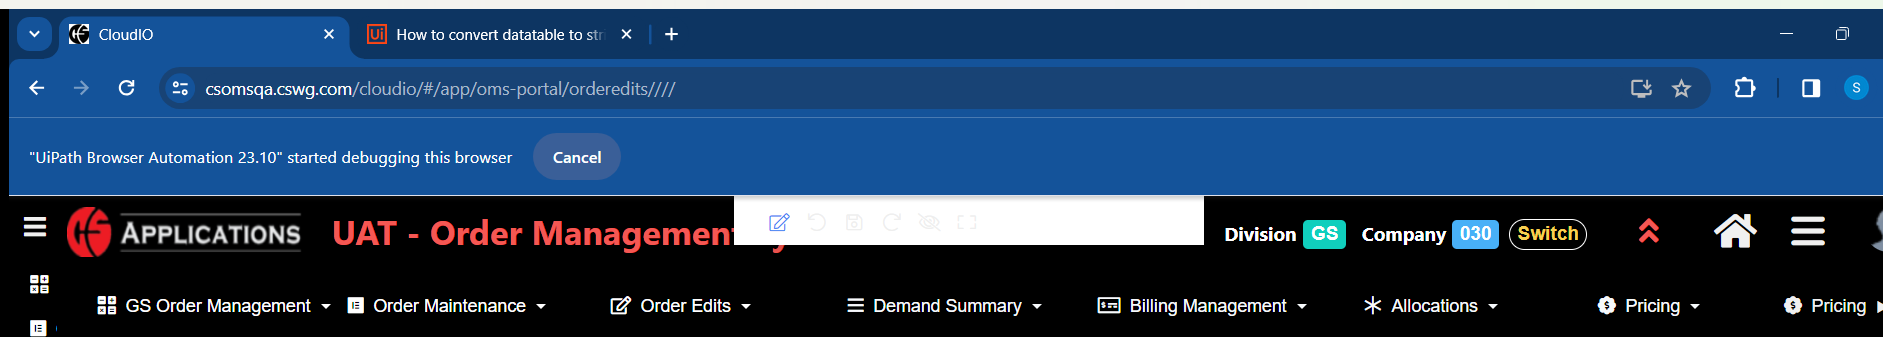 CloudIO
How to convert datatable to str
csomsqa.cswg.com/cloudio/#/app/oms-portal/orderedits////
S
"UiPath Browser Automation 23.10" started debugging this browser
Cancel
APPLICATIONS
UAT - Order Management
Division GS Company 030 Switch
GS Order Management
Order Maintenance
Order Edits
Demand Summary
Billing Management
Allocations
Pricing
Pricing